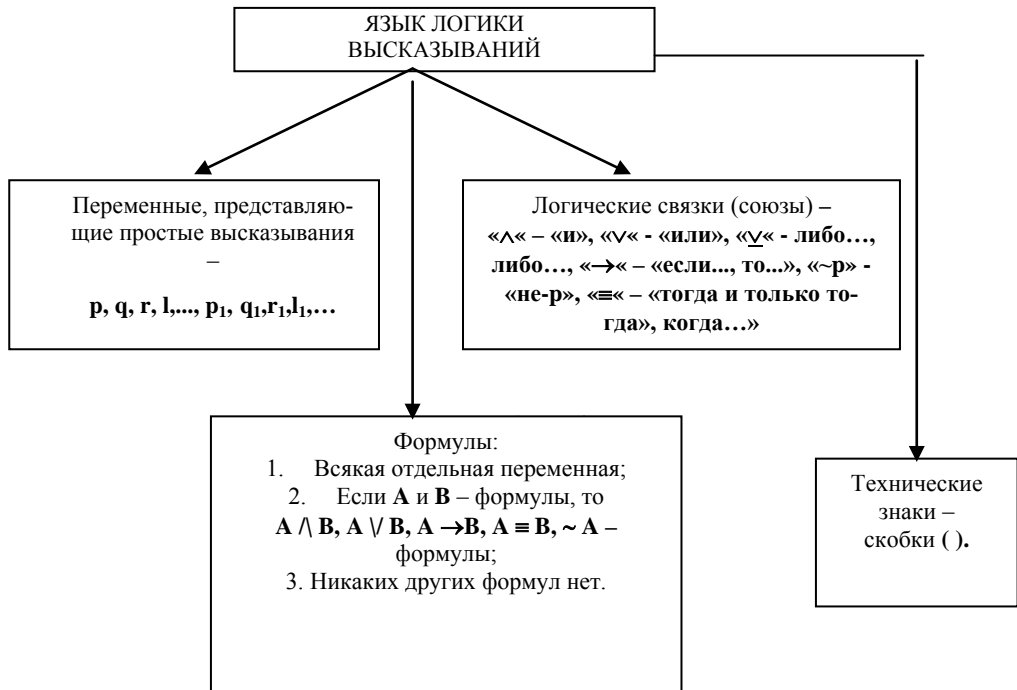 ЯЗЫК ЛОГИКИ
ВЫСКАЗЫВАНИЙ
Переменные, представляю-
щие простые высказывания
–
p, q, r, l,..., p₁, q₁,r₁,l₁,…
Логические связки (союзы) –
«∧« – «и», «∨« - «или», «⊻« - либо…,
либо…, «→« – «если..., то...», «~р» -
«не-р», «≡« – «тогда и только то-
гда», когда…»
Формулы:
1. Всякая отдельная переменная;
2. Если А и В – формулы, то
А /\ В, А \/ В, А →В, А ≡ В, ~ А –
формулы;
3. Никаких других формул нет.
Технические
знаки –
скобки ( ).